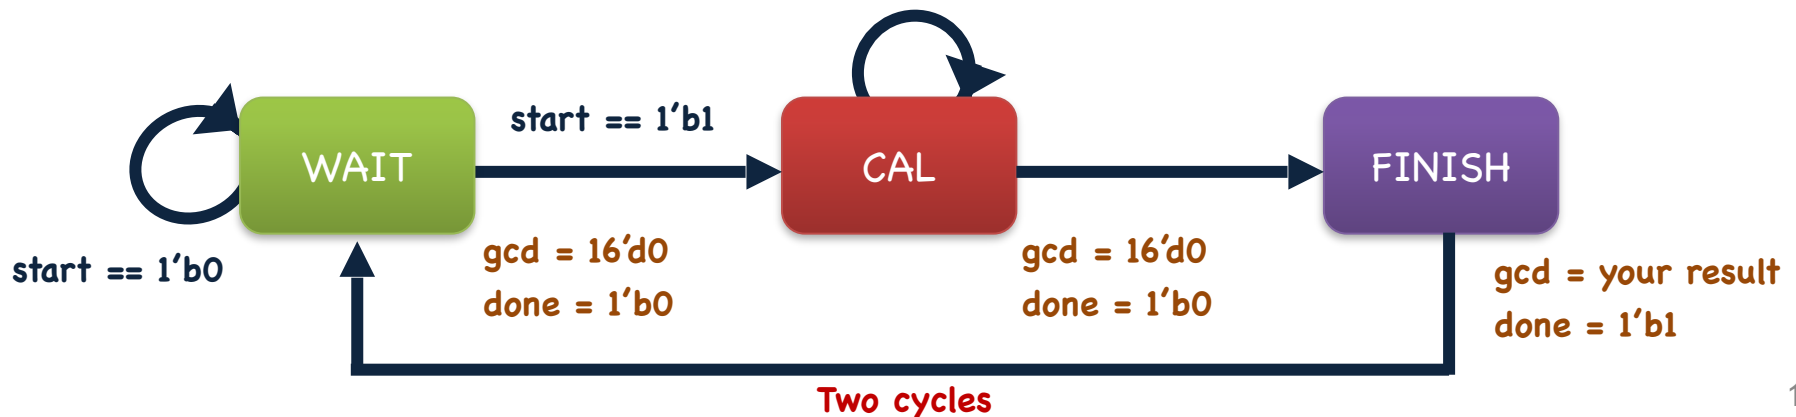 start == 1'b1
WAIT
CAL
FINISH
start == 1'b0
gcd = 16'd0
done = 1'b0
gcd = 16'd0
done = 1'b0
gcd = your result
done = 1'b1
Two cycles
1